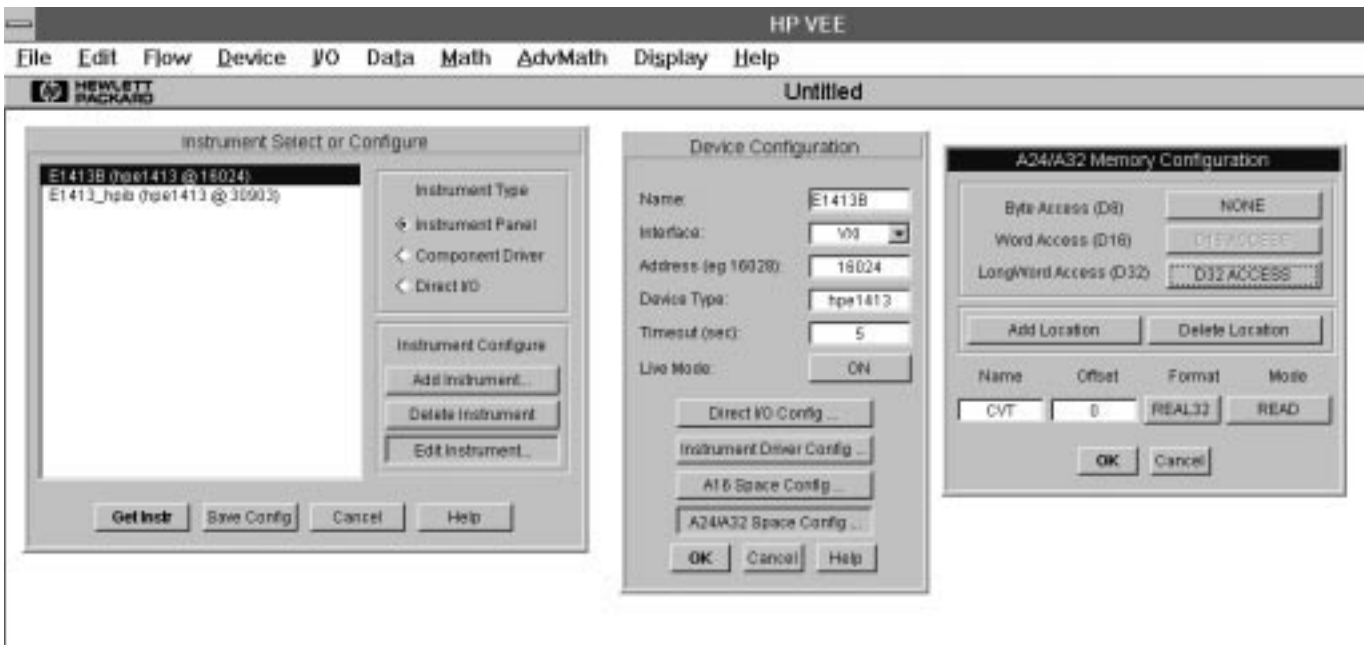 HP VEE
File Edit Flow Device I/O Data Math AdvMath Display Help
hp HEWLETT PACKARD
Untitled
Instrument Select or Configure
E1413B (hpe1413 @ 16024)
E1413_hpib (hpe1413 @ 30903)
Instrument Type
Instrument Panel
Component Driver
Direct I/O
Instrument Configure
Add Instrument...
Delete Instrument
Edit Instrument...
Get Instr Save Config Cancel Help
Device Configuration
Name: E1413B
Interface: VXI
Address (eg 16028): 16024
Device Type: hpe1413
Timeout (sec): 5
Live Mode: ON
Direct I/O Config ...
Instrument Driver Config ...
A16 Space Config ...
A24/A32 Space Config ...
OK Cancel Help
A24/A32 Memory Configuration
Byte Access (D8) NONE
Word Access (D16) D16 ACCESS
LongWord Access (D32) D32 ACCESS
Add Location Delete Location
Name Offset Format Mode
CVT 0 REAL32 READ
OK Cancel